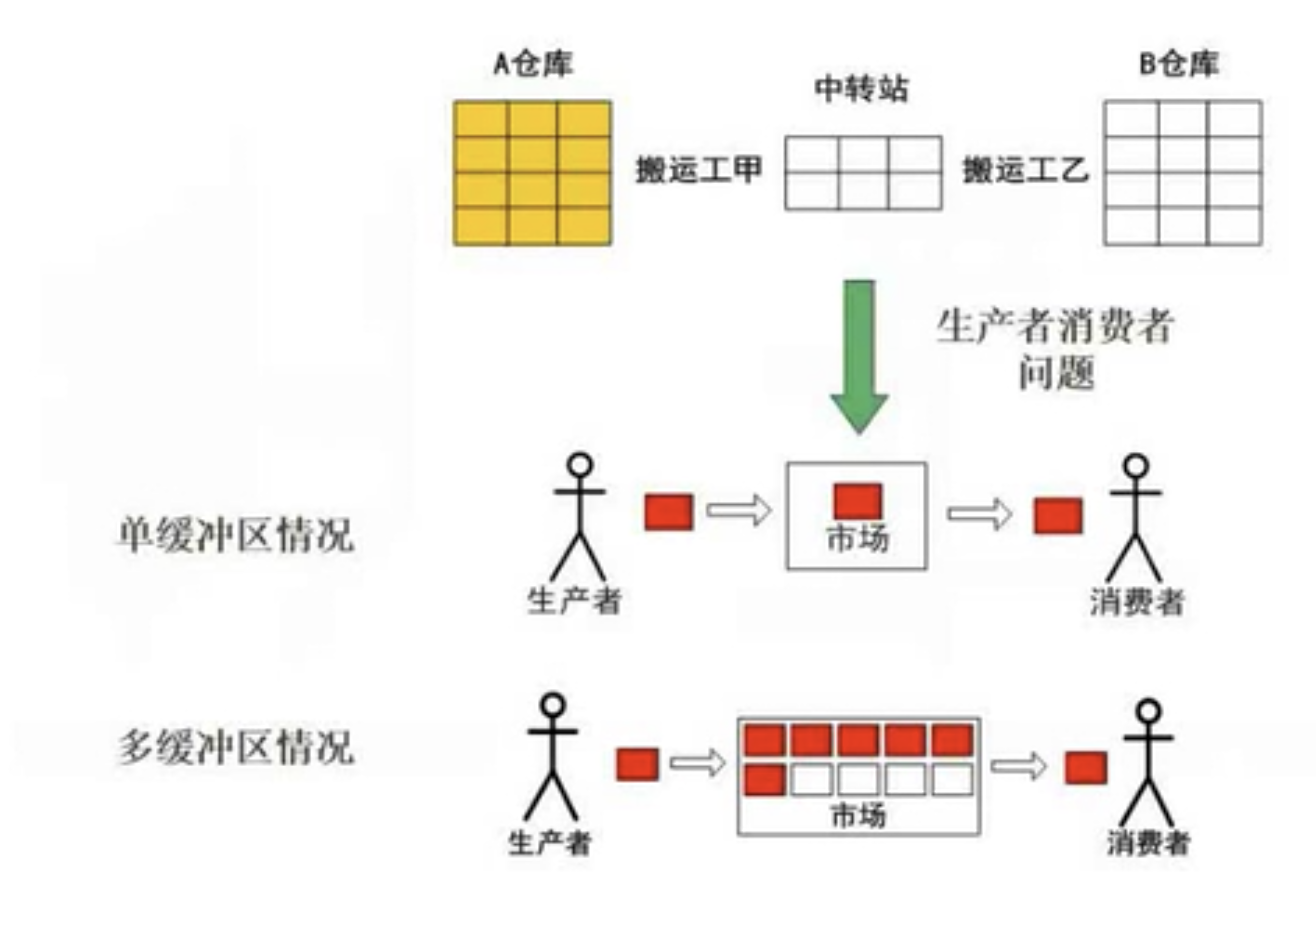 A仓库
中转站
B仓库
搬运工甲
搬运工乙
生产者消费者
问题
单缓冲区情况
市场
生产者
消费者
多缓冲区情况
市场
生产者
消费者